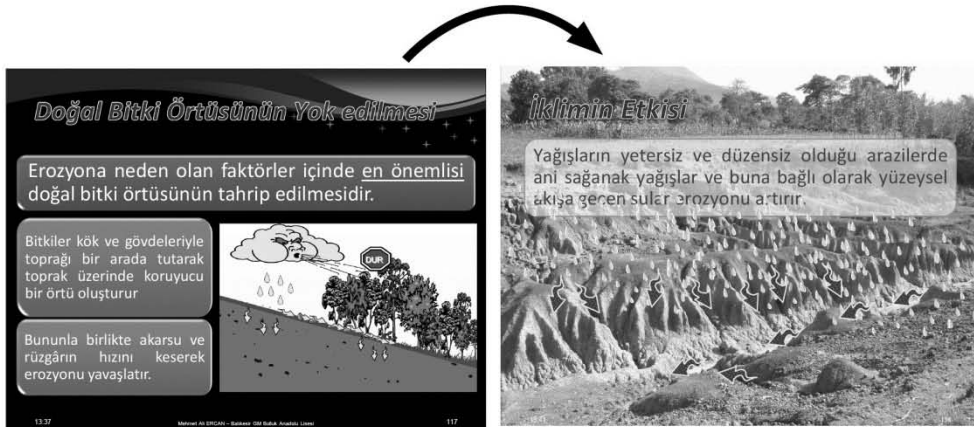 Doğal Bitki Örtüsünün Yok edilmesi
Erozyona neden olan faktörler içinde en önemlisi
doğal bitki örtüsünün tahrip edilmesidir.
Bitkiler kök ve gövdeleriyle
toprağı bir arada tutarak
toprak üzerinde koruyucu
bir örtü oluşturur
DUR
Bununla birlikte akarsu ve
rüzgârın hızını keserek
erozyonu yavaşlatır.
13:37
Mehmet Ali ERCAN – Balıkesir GM Bulluk Anadolu Lisesi
117
İklimin Etkisi
Yağışların yetersiz ve düzensiz olduğu arazilerde
ani sağanak yağışlar ve buna bağlı olarak yüzeysel
akışa geçen sular erozyonu artırır.